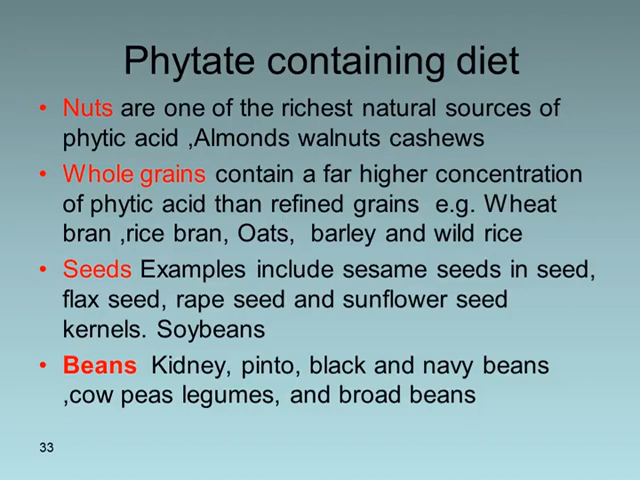 Phytate containing diet
• Nuts are one of the richest natural sources of
phytic acid ,Almonds walnuts cashews
• Whole grains contain a far higher concentration
of phytic acid than refined grains e.g. Wheat
bran ,rice bran, Oats, barley and wild rice
• Seeds Examples include sesame seeds in seed,
flax seed, rape seed and sunflower seed
kernels. Soybeans
• Beans Kidney, pinto, black and navy beans
,cow peas legumes, and broad beans
33